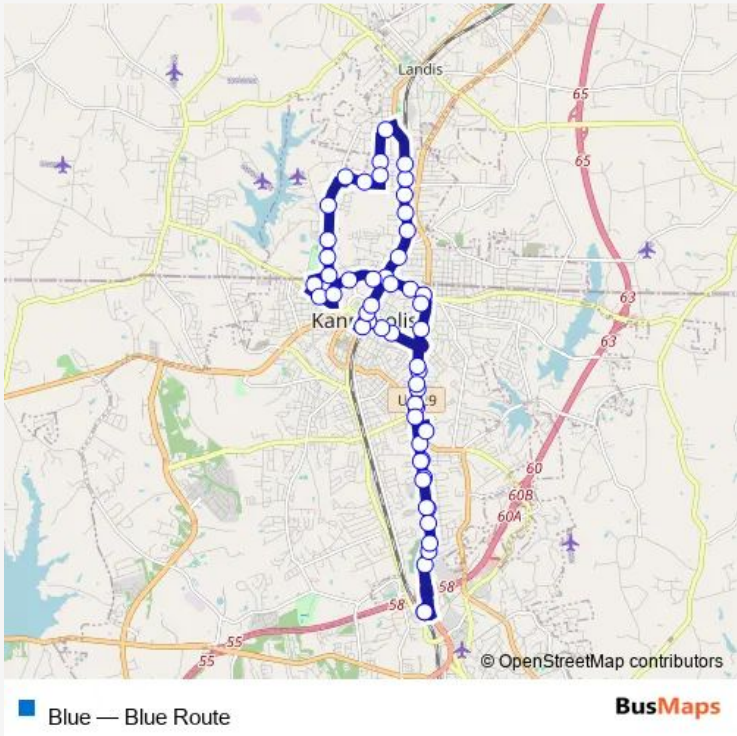 Landis
65
65
63
63
Kannapolis
60
60B
60A
58
58
55
55
© OpenStreetMap contributors
Blue — Blue Route
BusMaps